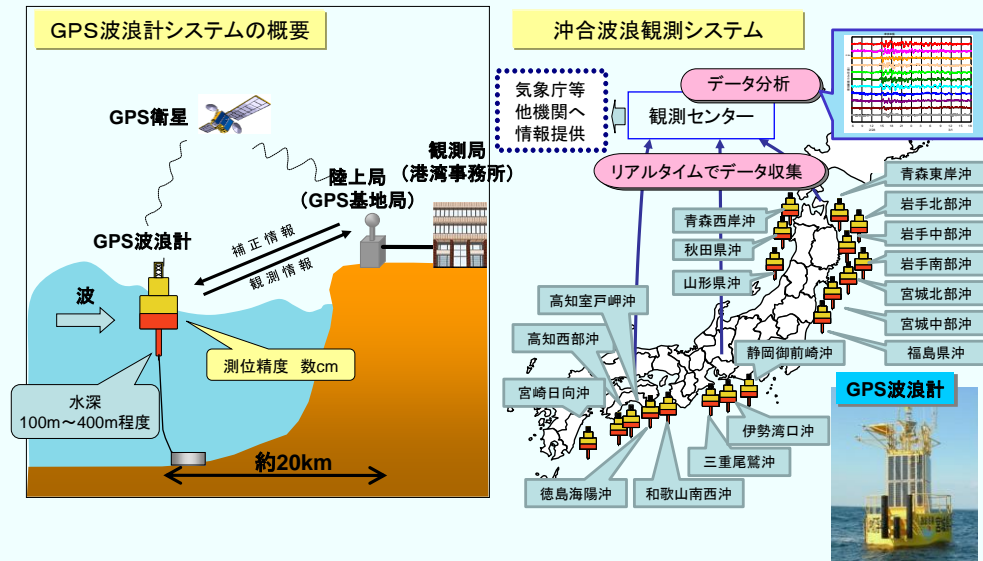 GPS波浪計システムの概要
GPS衛星
観測局
(港湾事務所)
陸上局
(GPS基地局)
GPS波浪計
補正情報
観測情報
波
測位精度 数cm
水深
100m～400m程度
約20km
沖合波浪観測システム
気象庁等
他機関へ
情報提供
データ分析
観測センター
リアルタイムでデータ収集
青森東岸沖
岩手北部沖
青森西岸沖
岩手中部沖
秋田県沖
岩手南部沖
山形県沖
宮城北部沖
宮城中部沖
福島県沖
高知室戸岬沖
高知西部沖
静岡御前崎沖
宮崎日向沖
伊勢湾口沖
三重尾鷲沖
徳島海陽沖
和歌山南西沖
GPS波浪計